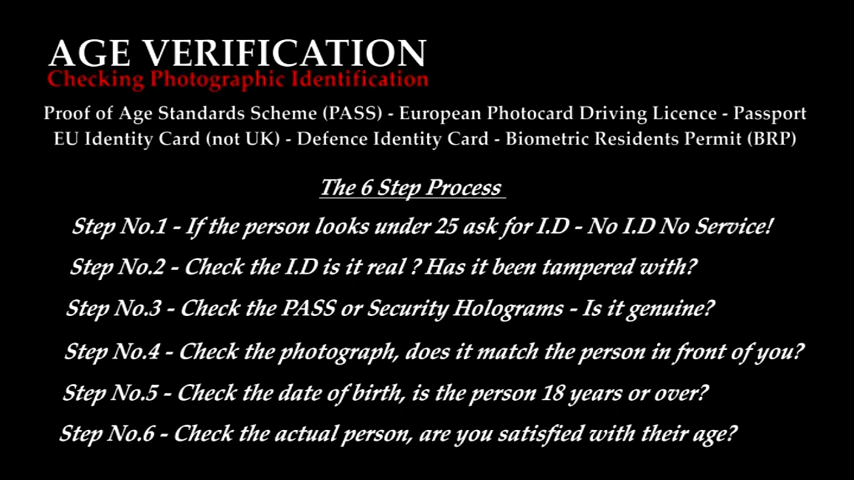 AGE VERIFICATION
Checking Photographic Identification
Proof of Age Standards Scheme (PASS) - European Photocard Driving Licence - Passport
EU Identity Card (not UK) - Defence Identity Card - Biometric Residents Permit (BRP)
The 6 Step Process
Step No.1 - If the person looks under 25 ask for I.D - No I.D No Service!
Step No.2 - Check the I.D is it real ? Has it been tampered with?
Step No.3 - Check the PASS or Security Holograms - Is it genuine?
Step No.4 - Check the photograph, does it match the person in front of you?
Step No.5 - Check the date of birth, is the person 18 years or over?
Step No.6 - Check the actual person, are you satisfied with their age?